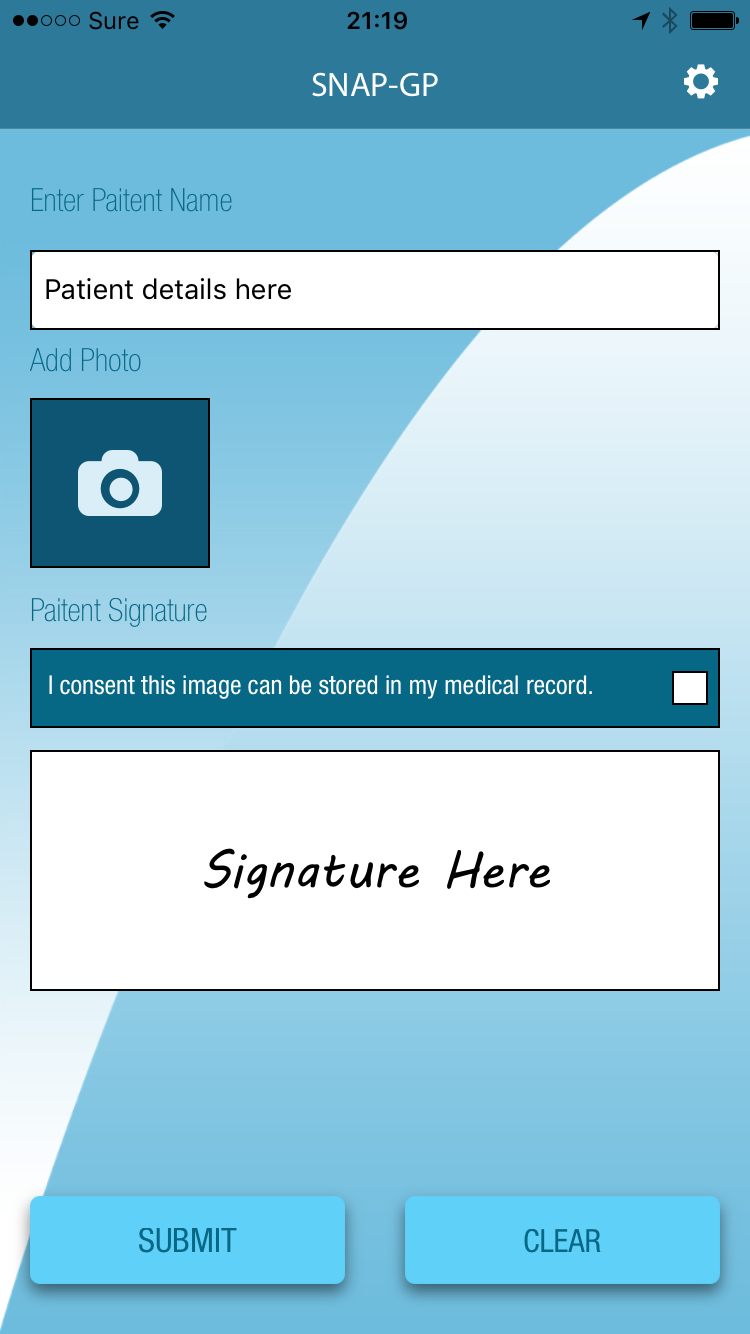 Sure 21:19
SNAP-GP
Enter Paitent Name
Patient details here
Add Photo
Paitent Signature
I consent this image can be stored in my medical record.
Signature Here
SUBMIT CLEAR